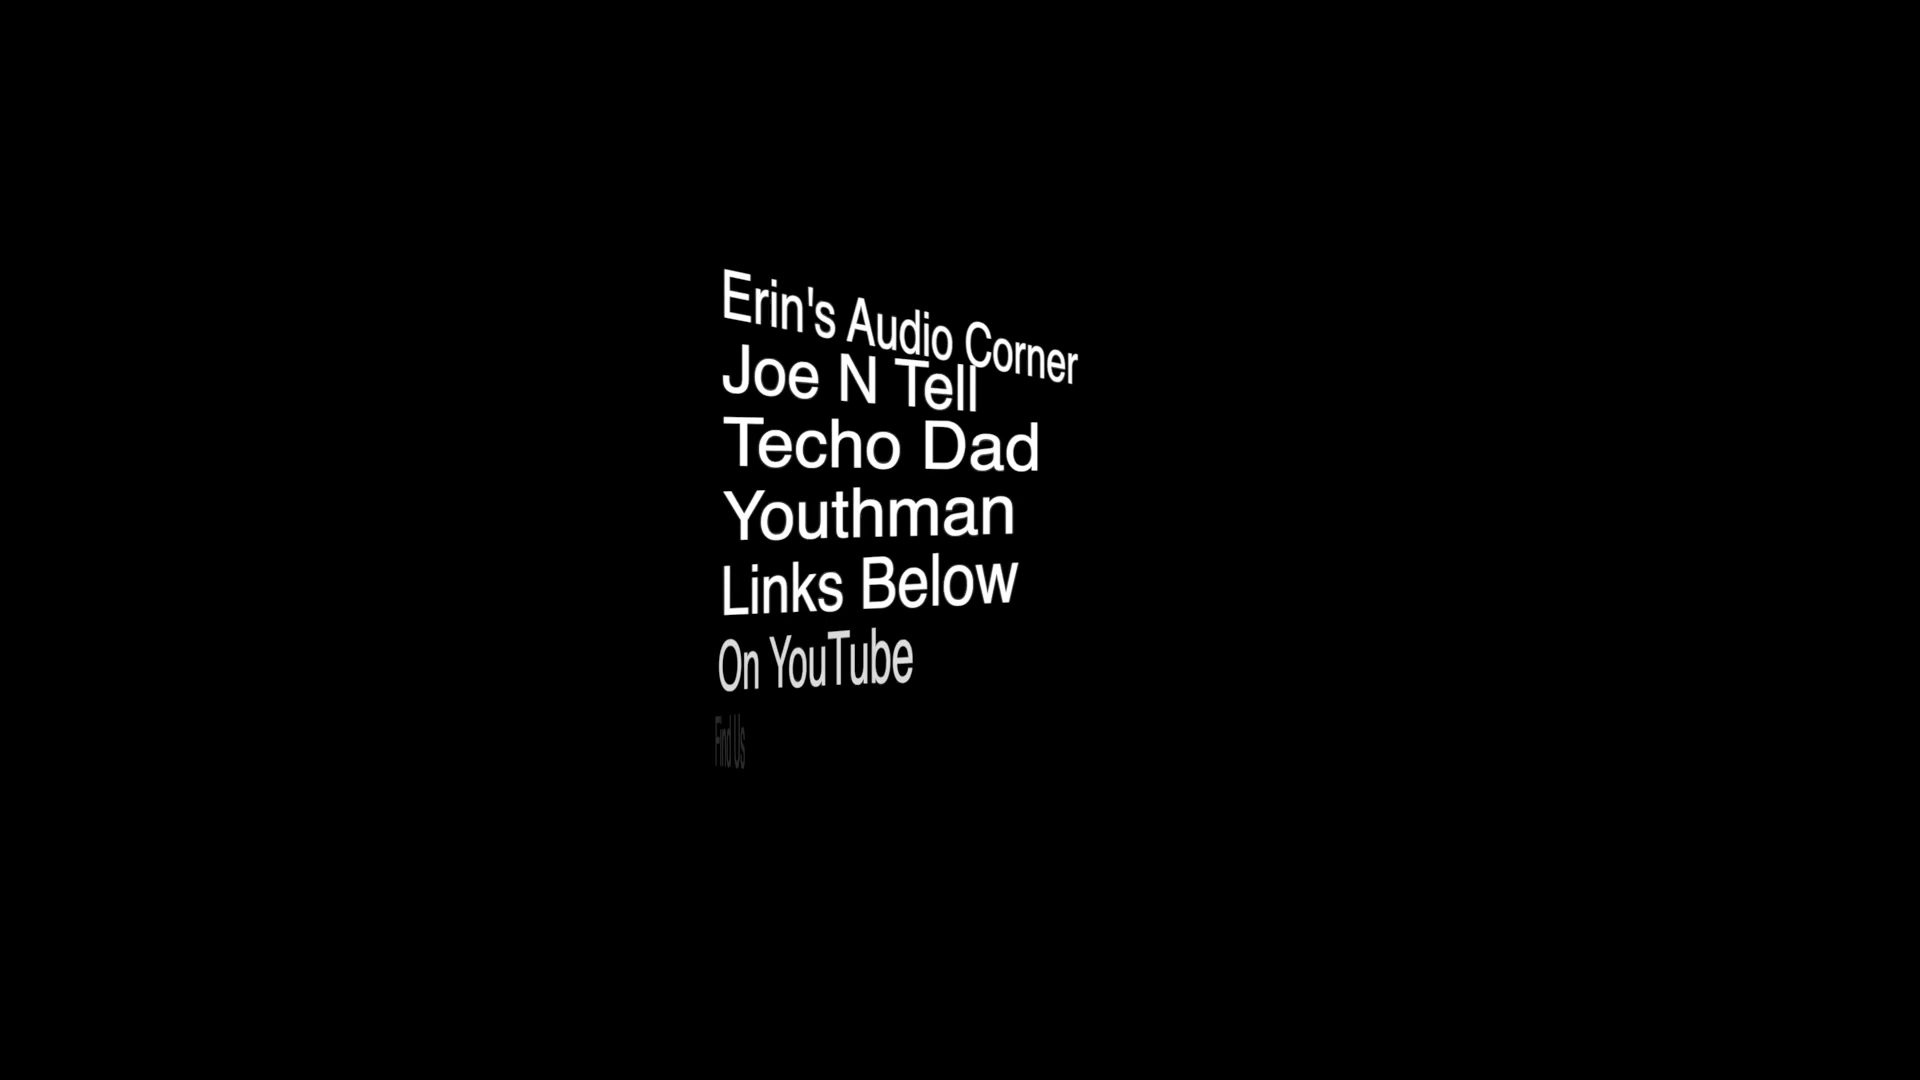 Erin's Audio Corner
Joe N Tell
Techo Dad
Youthman
Links Below
On YouTube
Find Us